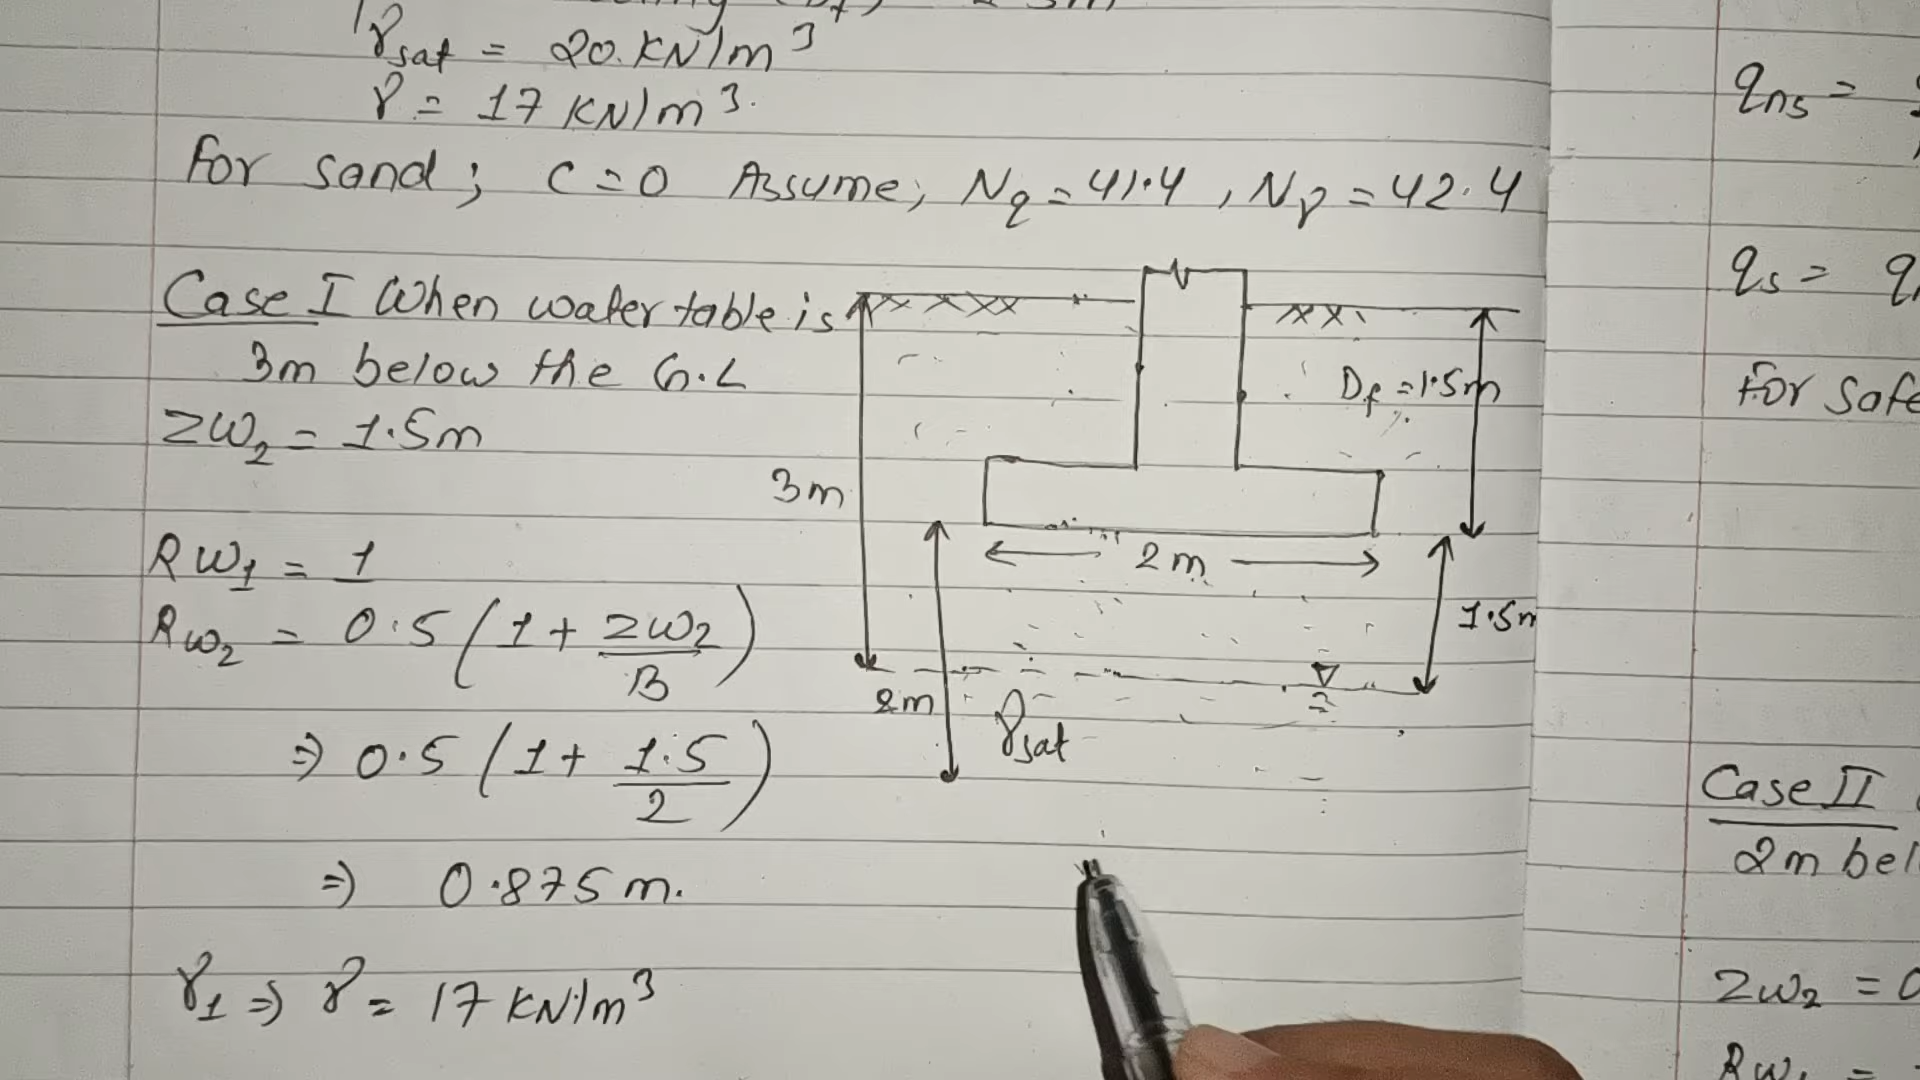 γsat = 20. KN/m³
γ = 17 KN/m³.
For sand; C=0 Assume; Nq = 41.4, Nγ = 42.4
Case I When water table is
3m below the G.L
ZW₂ = 1.5m
RW₁ = 1
RW₂ = 0.5 (1 + ZW₂/B)
⇒ 0.5 (1 + 1.5/2)
⇒ 0.875 m.
γ₁ ⇒ γ = 17 KN/m³
Df = 1.5m
3m
2m
1.5m
2m
γsat
qns =
qs = q
For Safe
Case II
2m bel
ZW₂ = 0
RW₁ =